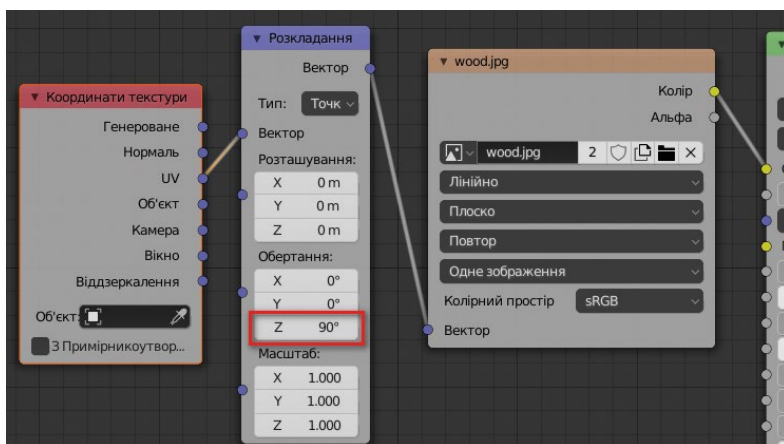 Координати текстури
Генероване
Нормаль
UV
Об'єкт
Камера
Вікно
Віддзеркалення
Об'єкт:
З Примірникоутвор...
Розкладання
Вектор
Тип: Точк
Вектор
Розташування:
X 0 m
Y 0 m
Z 0 m
Обертання:
X 0°
Y 0°
Z 90°
Масштаб:
X 1.000
Y 1.000
Z 1.000
wood.jpg
Колір
Альфа
wood.jpg 2
Лінійно
Плоско
Повтор
Одне зображення
Колірний простір sRGB
Вектор